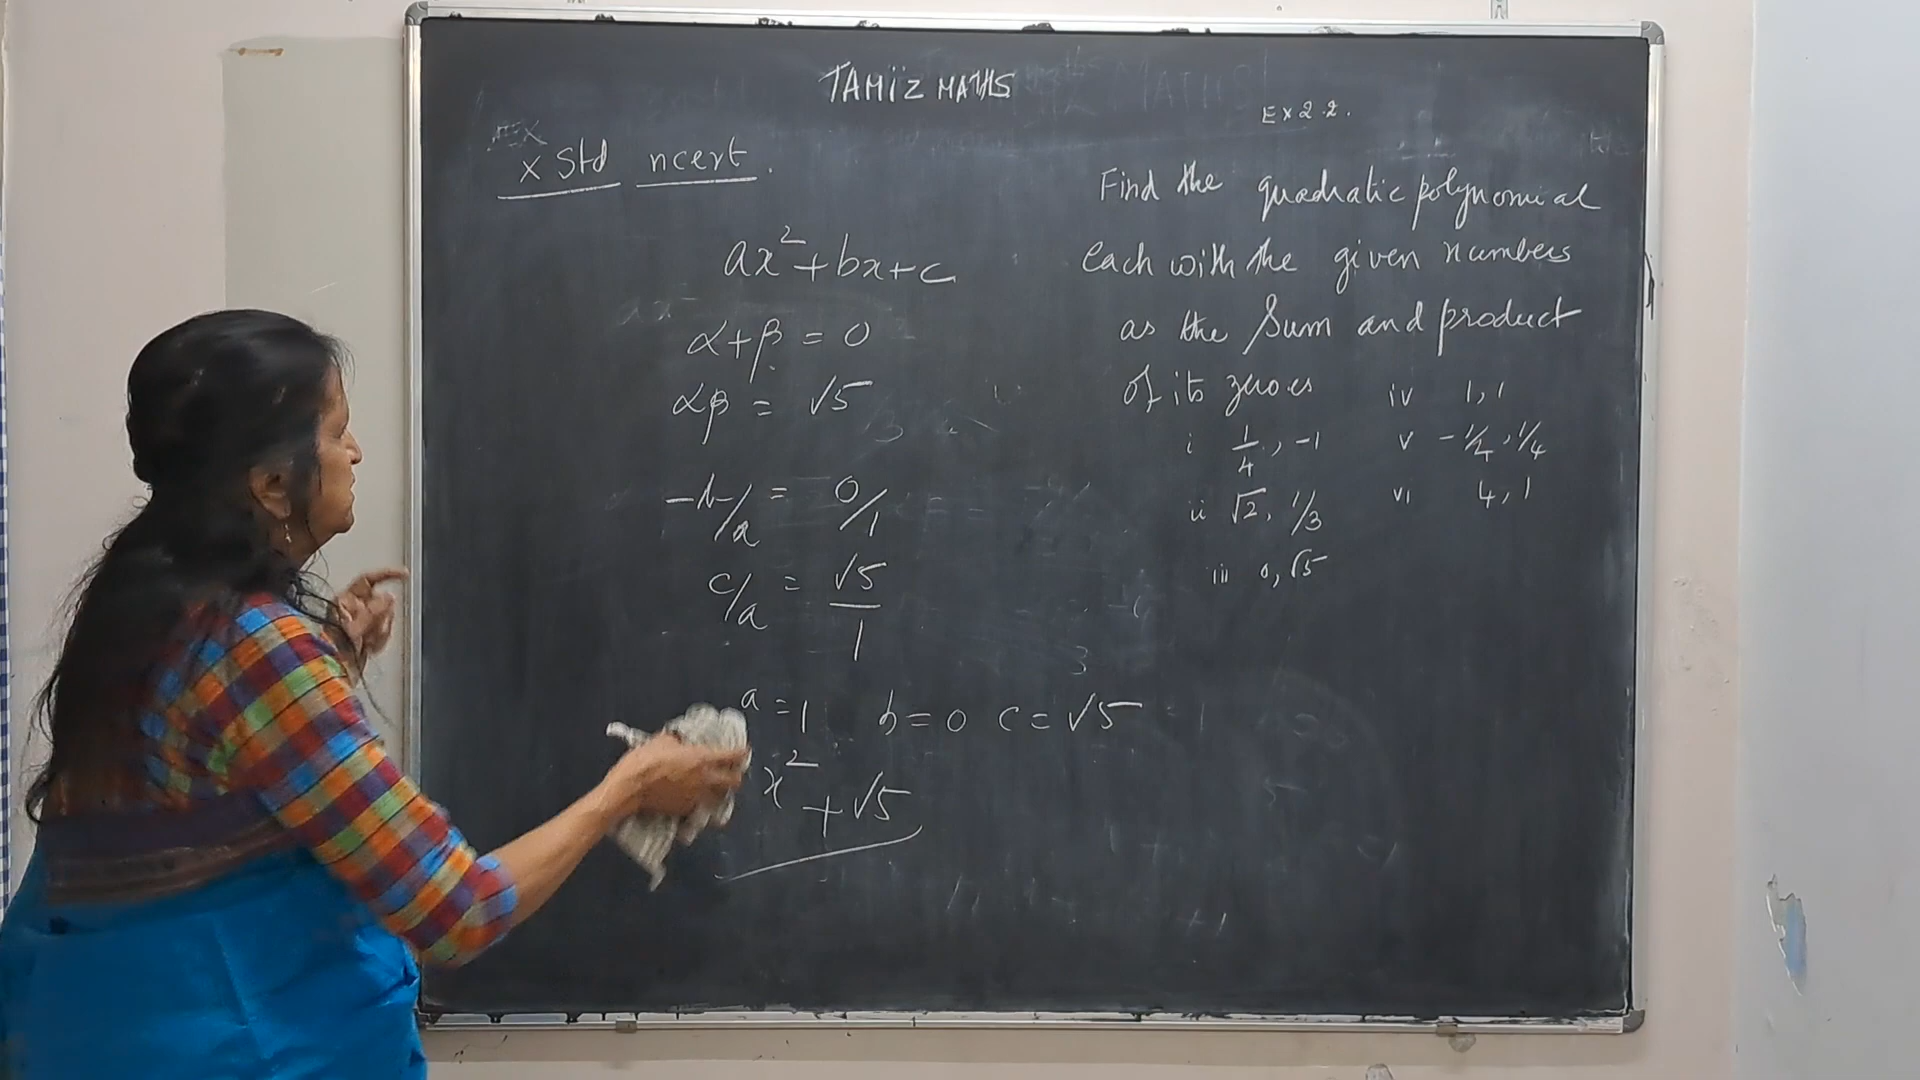 TAMIZ MATHS
EX 2.2.
X Std ncert.
ax²+bx+c
α+β = 0
αβ = √5
-b/a = 0/1
c/a = √5/1
a=1 b=0 c=√5
x²+√5
Find the quadratic polynomial
each with the given numbers
as the Sum and product
of its zeroes
i 1/4, -1
ii √2, 1/3
iii 0, √5
iv 1, 1
v -1/4, 1/4
vi 4, 1